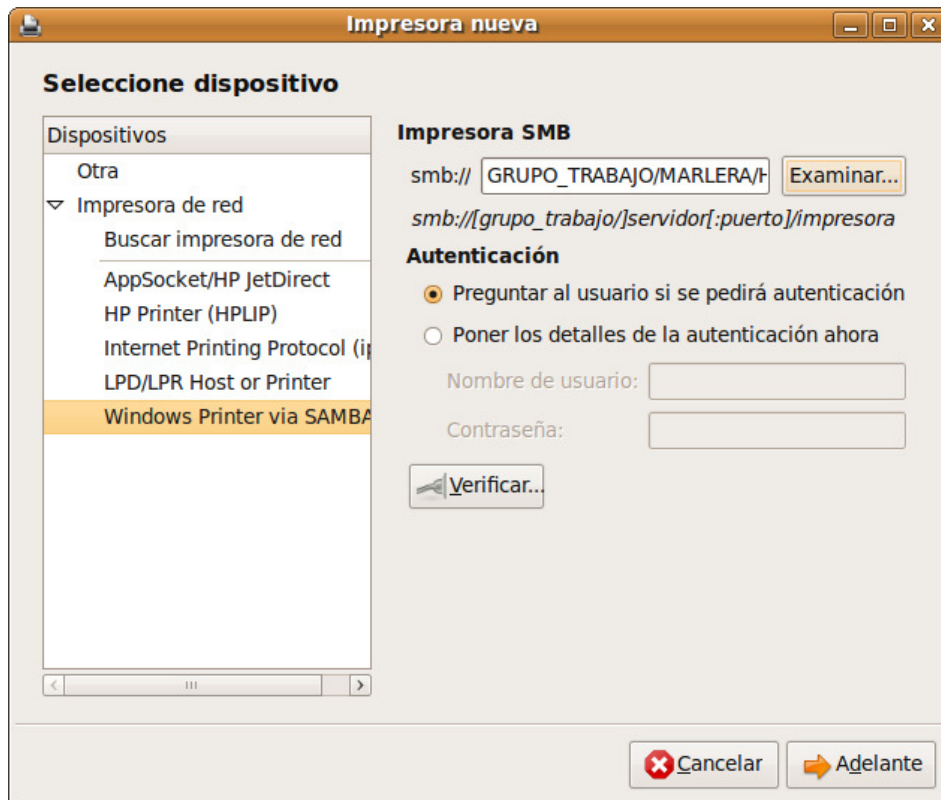 Impresora nueva
Seleccione dispositivo
Dispositivos
Otra
Impresora de red
Buscar impresora de red
AppSocket/HP JetDirect
HP Printer (HPLIP)
Internet Printing Protocol (ip
LPD/LPR Host or Printer
Windows Printer via SAMBA
Impresora SMB
smb:// GRUPO_TRABAJO/MARLERA/H Examinar...
smb://[grupo_trabajo/]servidor[:puerto]/impresora
Autenticación
Preguntar al usuario si se pedirá autenticación
Poner los detalles de la autenticación ahora
Nombre de usuario:
Contraseña:
Verificar...
Cancelar Adelante